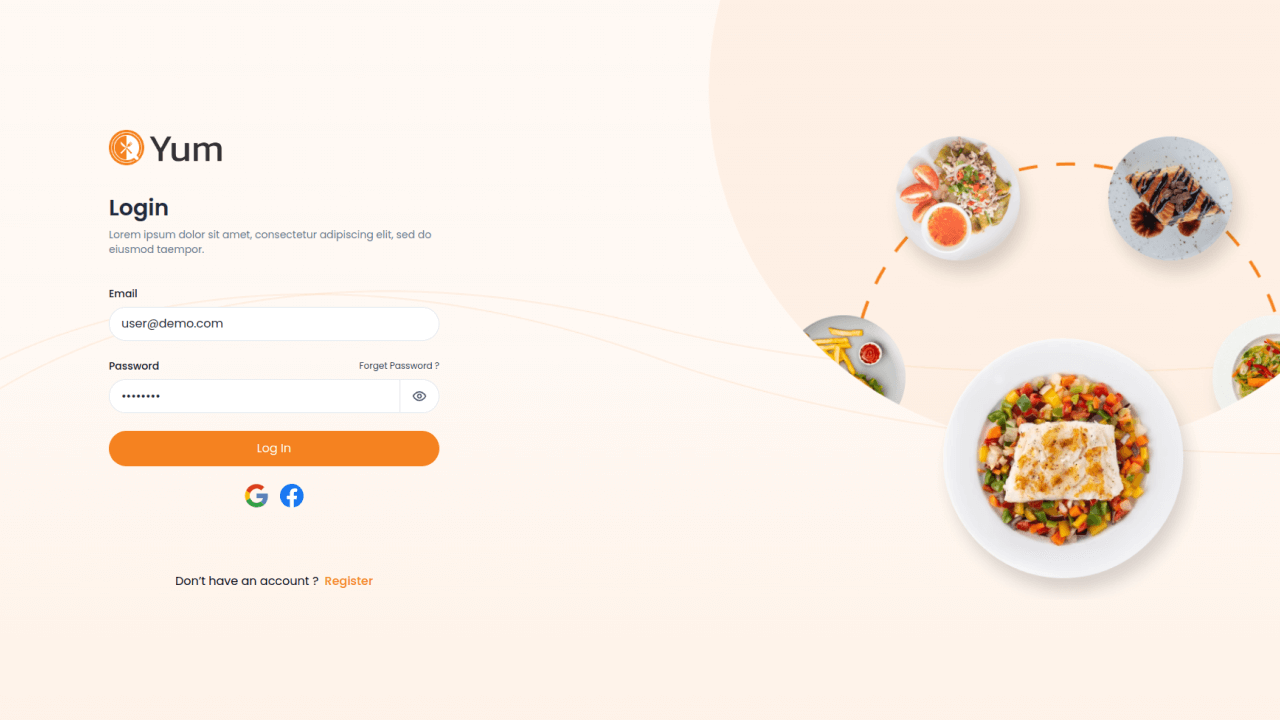 Yum
Login
Lorem ipsum dolor sit amet, consectetur adipiscing elit, sed do
eiusmod taempor.
Email
user@demo.com
Password Forget Password ?
••••••••
Log In
Don't have an account ? Register